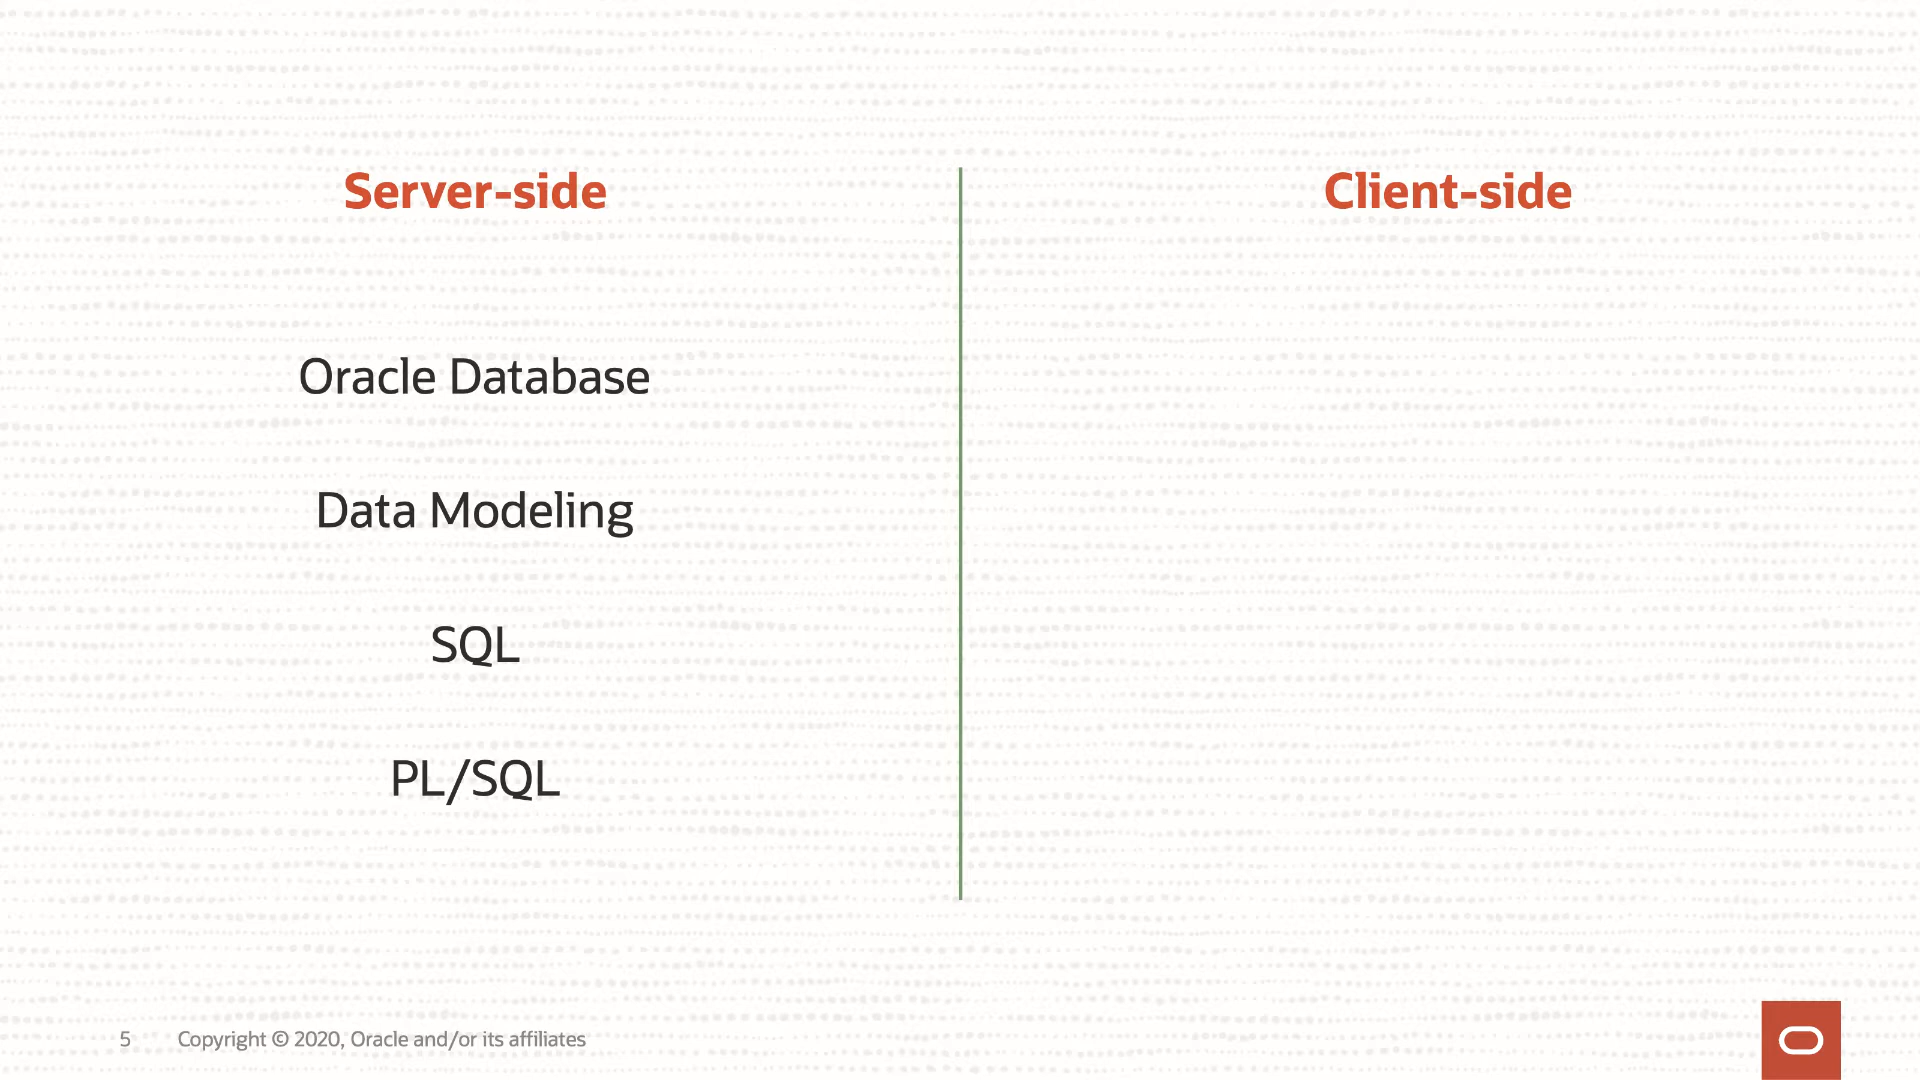 Server-side
Client-side
Oracle Database
Data Modeling
SQL
PL/SQL
5 Copyright © 2020, Oracle and/or its affiliates